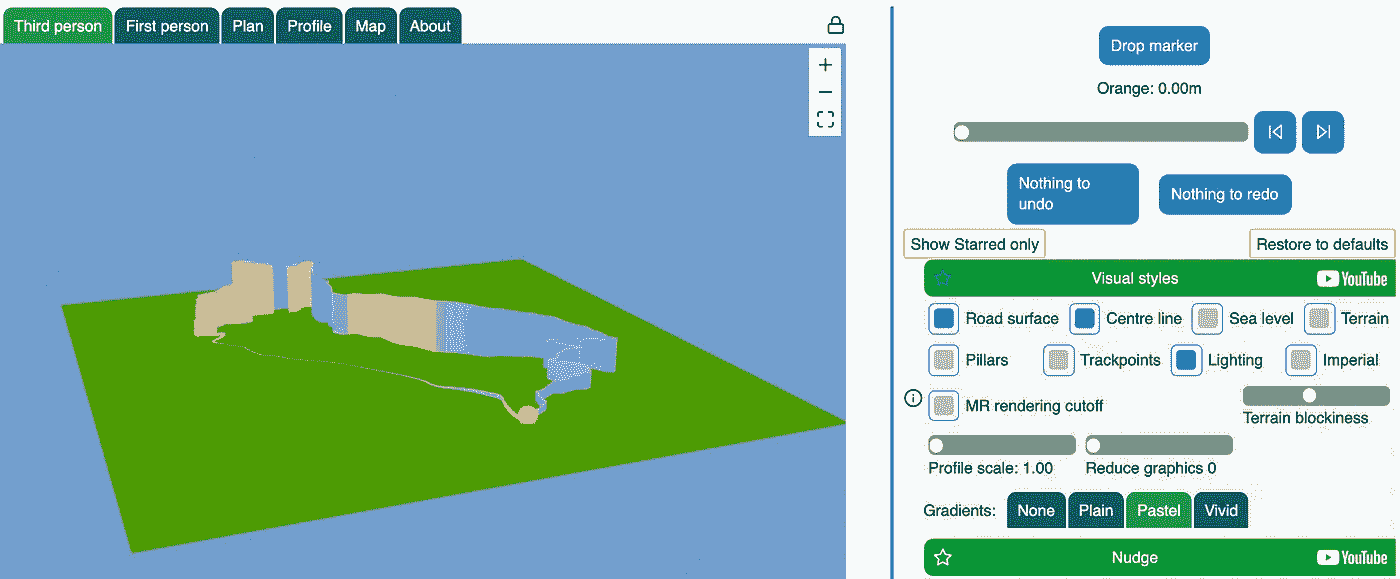 Third person First person Plan Profile Map About
Drop marker
Orange: 0.00m
Nothing to
undo
Nothing to redo
Show Starred only Restore to defaults
Visual styles YouTube
Road surface Centre line Sea level Terrain
Pillars Trackpoints Lighting Imperial
MR rendering cutoff
Terrain blockiness
Profile scale: 1.00 Reduce graphics 0
Gradients: None Plain Pastel Vivid
Nudge YouTube